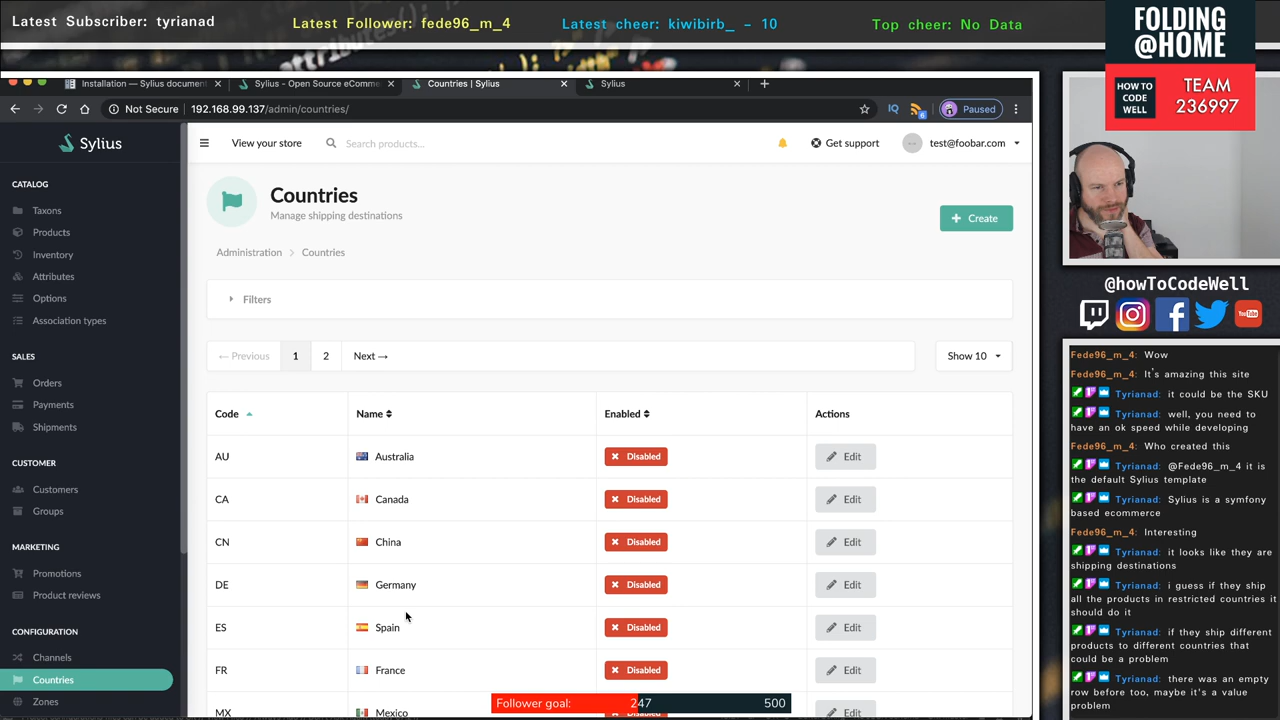 Latest Subscriber: tyrianad
Latest Follower: fede96_m_4
Latest cheer: kiwibirb_ - 10
Top cheer: No Data
FOLDING
@HOME
HOW TO
CODE
WELL
TEAM
236997
Installation — Sylius document
Sylius - Open Source eComme
Countries | Sylius
Sylius
Not Secure
192.168.99.137/admin/countries/
IQ
6
Paused
Sylius
View your store
Search products...
Get support
test@foobar.com
CATALOG
Taxons
Products
Inventory
Attributes
Options
Association types
SALES
Orders
Payments
Shipments
CUSTOMER
Customers
Groups
MARKETING
Promotions
Product reviews
CONFIGURATION
Channels
Countries
Zones
Countries
Manage shipping destinations
Create
Administration
Countries
Filters
← Previous
1
2
Next →
Show 10
Code
Name
Enabled
Actions
AU
Australia
Disabled
Edit
CA
Canada
Disabled
Edit
CN
China
Disabled
Edit
DE
Germany
Disabled
Edit
ES
Spain
Disabled
Edit
FR
France
Disabled
Edit
MX
Mexico
Follower goal:
247
500
@howToCodeWell
You Tube
Fede96_m_4: Wow
Fede96_m_4: It's amazing this site
Tyrianad: it could be the SKU
Tyrianad: well, you need to
have an ok speed while developing
Fede96_m_4: Who created this
Tyrianad: @Fede96_m_4 it is
the default Sylius template
Tyrianad: Sylius is a symfony
based ecommerce
Fede96_m_4: Interesting
Tyrianad: it looks like they are
shipping destinations
Tyrianad: i guess if they ship
all the products in restricted countries it
should do it
Tyrianad: if they ship different
products to different countries that
could be a problem
Tyrianad: there was an empty
row before too, maybe it's a value
problem